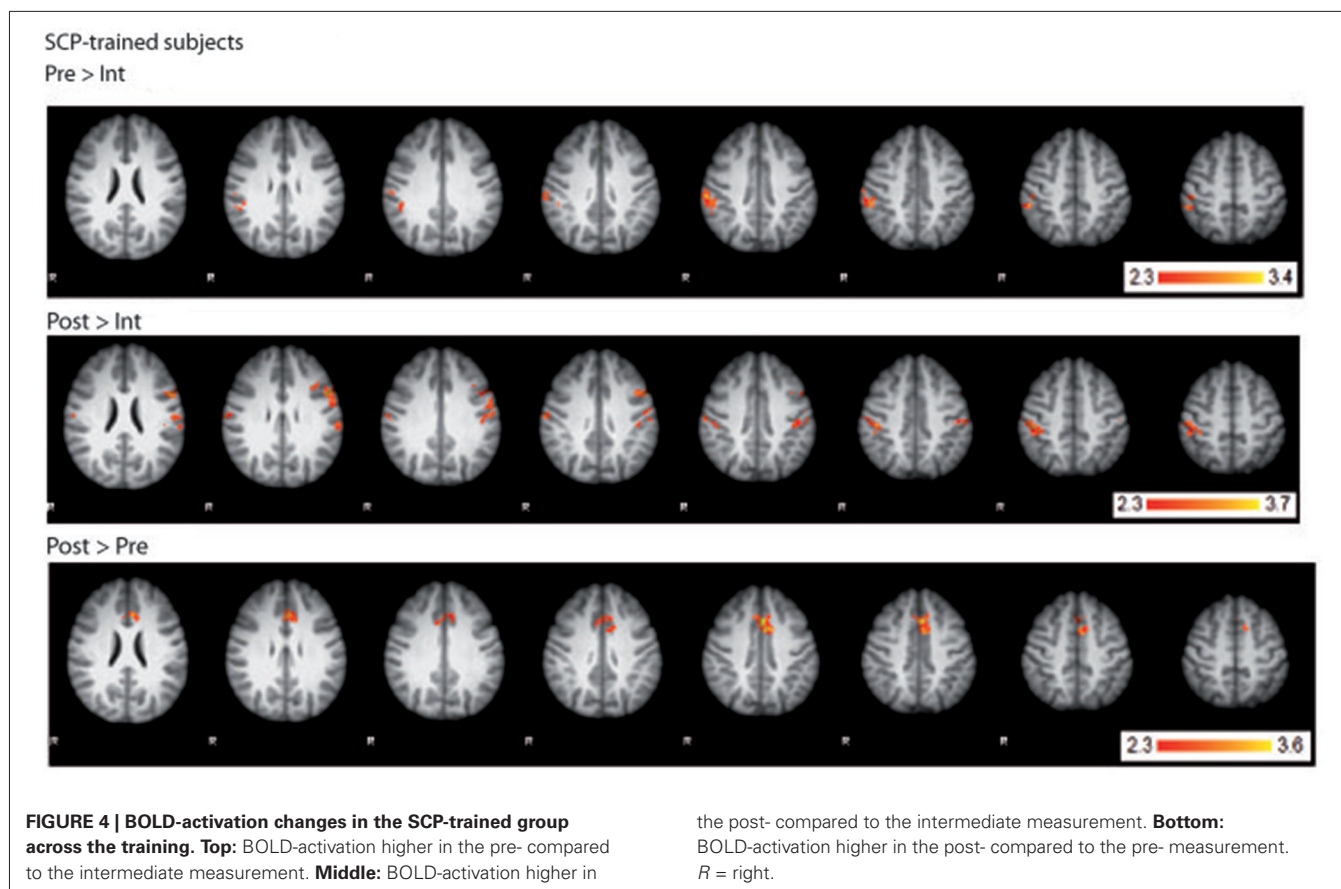 SCP-trained subjects
Pre > Int
R R R R R R R
2.3 3.4
Post > Int
R R R R R R R
2.3 3.7
Post > Pre
R R R R R R R
2.3 3.6
FIGURE 4 | BOLD-activation changes in the SCP-trained group
across the training. Top: BOLD-activation higher in the pre- compared
to the intermediate measurement. Middle: BOLD-activation higher in
the post- compared to the intermediate measurement. Bottom:
BOLD-activation higher in the post- compared to the pre- measurement.
R = right.